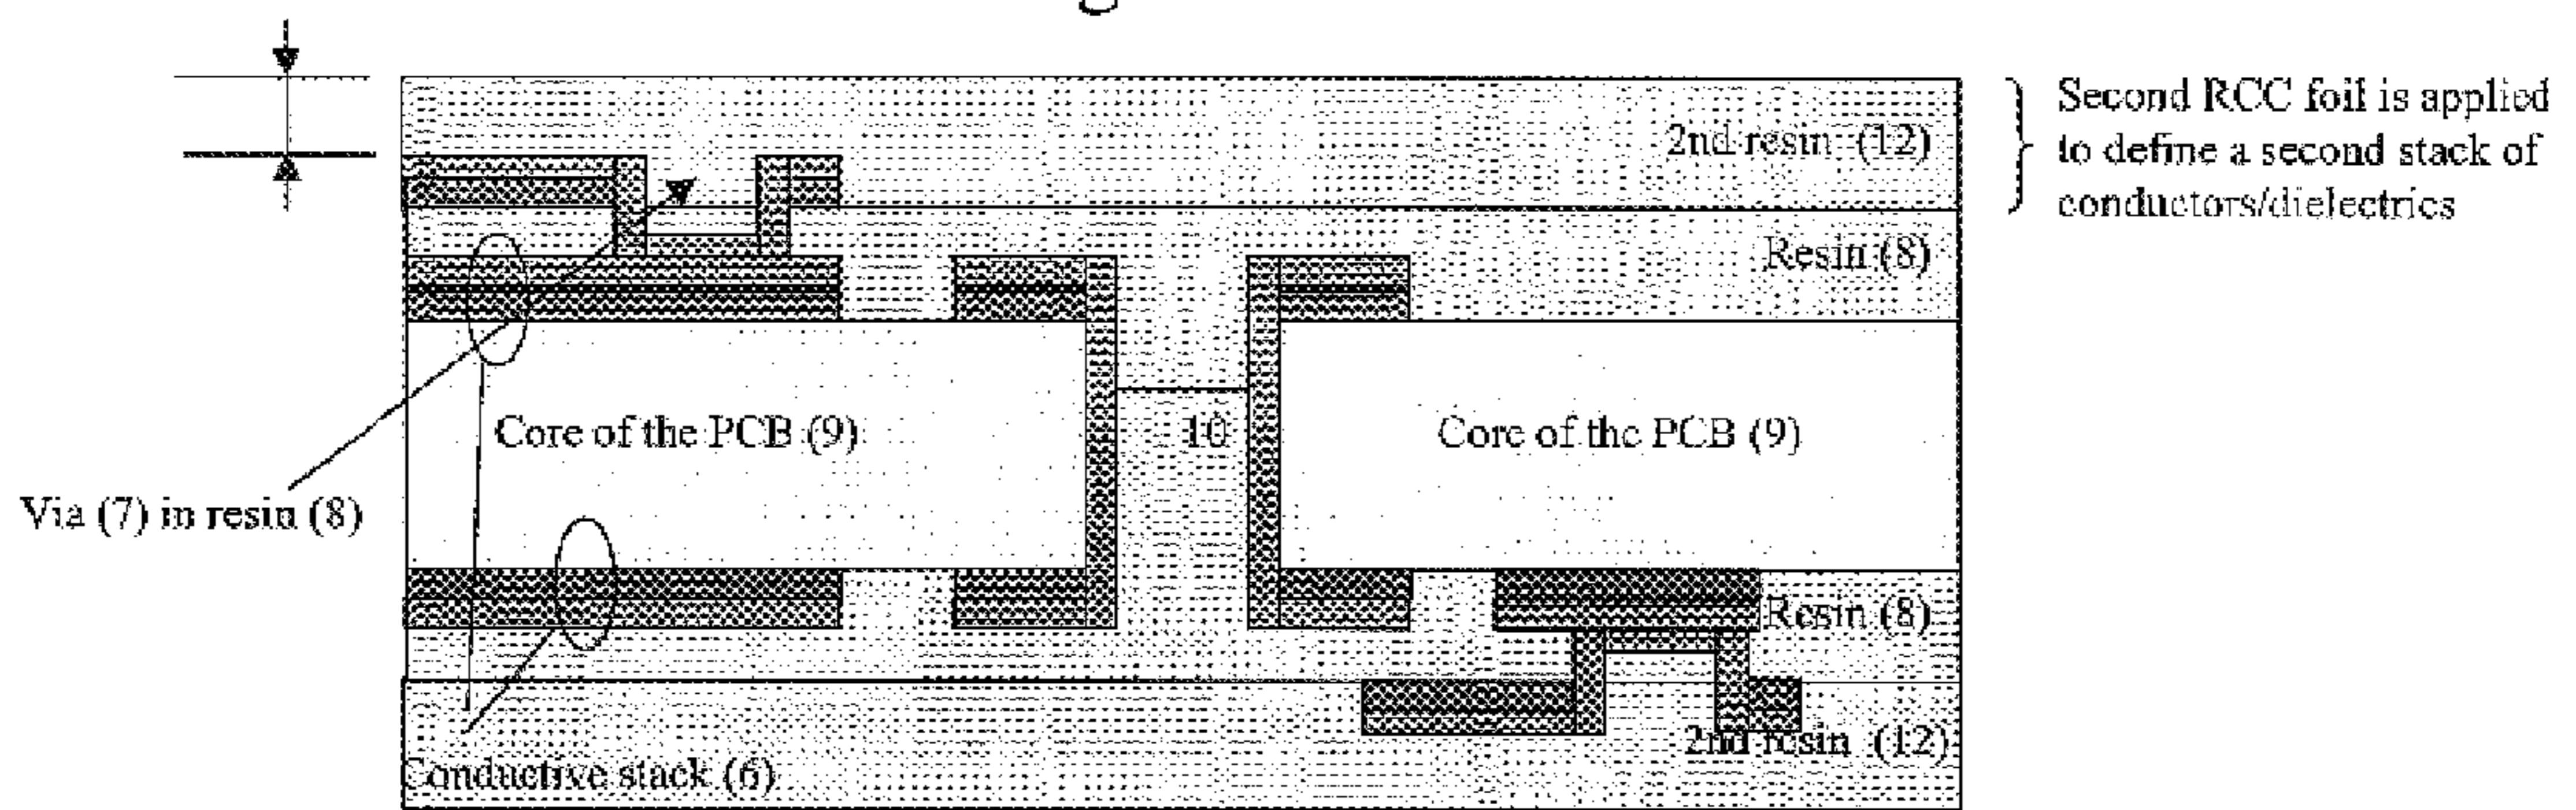 g
Second RCC foil is applied
to define a second stack of
conductors/dielectrics
2nd resin (12)
Resin (8)
Core of the PCB (9)
10
Core of the PCB (9)
Via (7) in resin (8)
Resin (8)
2nd resin (12)
Conductive stack (6)